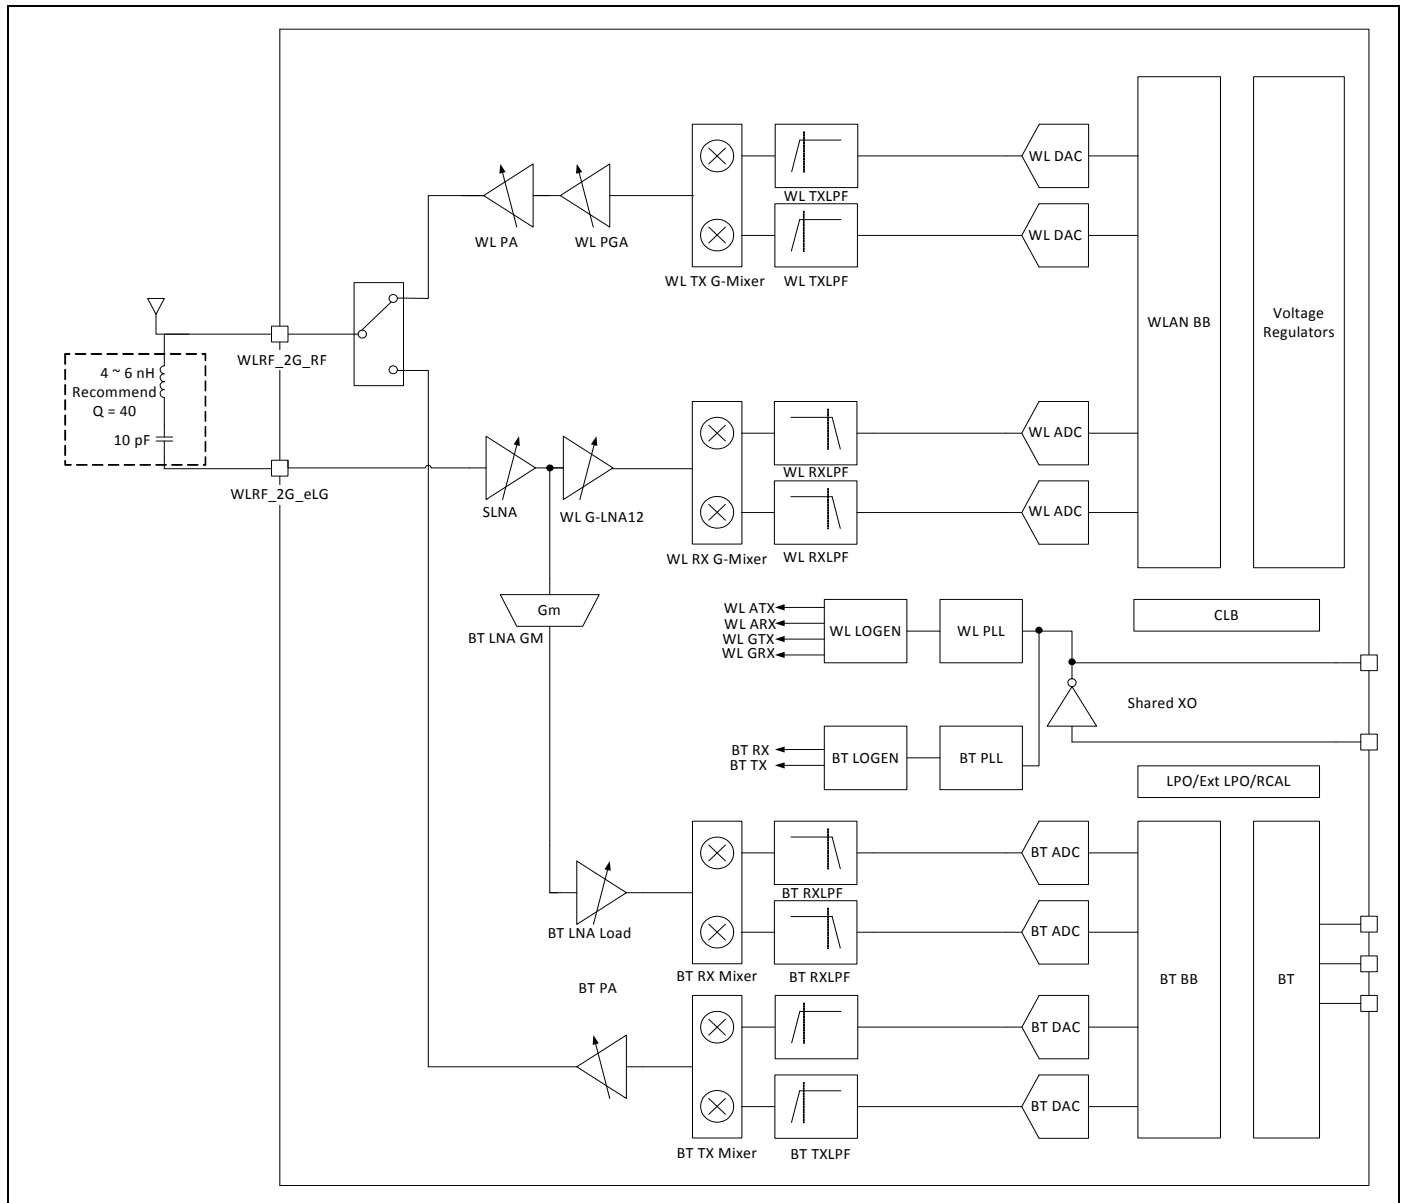 WL DAC
WL TXLPF
WL DAC
WL PA
WL PGA
WL TX G-Mixer
WL TXLPF
WLAN BB
Voltage
Regulators
WLRF_2G_RF
4 ~ 6 nH
Recommend
Q = 40
10 pF
WLRF_2G_eLG
WL ADC
WL RXLPF
WL ADC
SLNA
WL G-LNA12
WL RX G-Mixer
WL RXLPF
Gm
BT LNA GM
WL ATX
WL ARX
WL GTX
WL GRX
WL LOGEN
WL PLL
CLB
Shared XO
BT RX
BT TX
BT LOGEN
BT PLL
LPO/Ext LPO/RCAL
BT ADC
BT RXLPF
BT ADC
BT LNA Load
BT RX Mixer
BT RXLPF
BT BB
BT
BT PA
BT DAC
BT DAC
BT TX Mixer
BT TXLPF